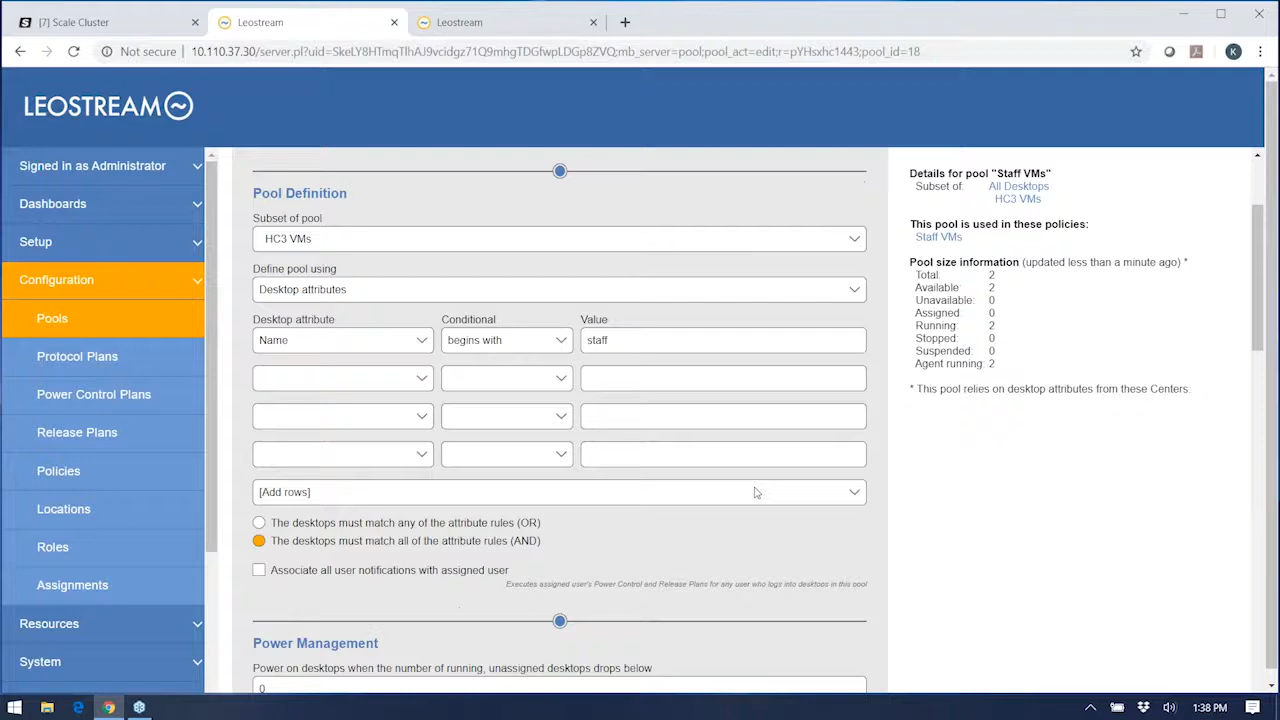 [7] Scale Cluster
Leostream
Leostream
Not secure
10.110.37.30/server.pl?uid=SkeLY8HTmqTlhAJ9vcidgz71Q9mhgTDGfwpLDGp8ZVQ;mb_server=pool;pool_act=edit;r=pYHsxhc1443;pool_id=18
K
LEOSTREAM
Signed in as Administrator
Dashboards
Setup
Configuration
Pools
Protocol Plans
Power Control Plans
Release Plans
Policies
Locations
Roles
Assignments
Resources
System
Pool Definition
Subset of pool
HC3 VMs
Define pool using
Desktop attributes
Desktop attribute Conditional Value
Name begins with staff
[Add rows]
The desktops must match any of the attribute rules (OR)
The desktops must match all of the attribute rules (AND)
Associate all user notifications with assigned user
Executes assigned user's Power Control and Release Plans for any user who logs into desktops in this pool
Power Management
Power on desktops when the number of running, unassigned desktops drops below
0
Details for pool "Staff VMs"
Subset of: All Desktops
HC3 VMs
This pool is used in these policies:
Staff VMs
Pool size information (updated less than a minute ago) *
Total: 2
Available: 2
Unavailable: 0
Assigned: 0
Running: 2
Stopped: 0
Suspended: 0
Agent running: 2
* This pool relies on desktop attributes from these Centers:
1:38 PM